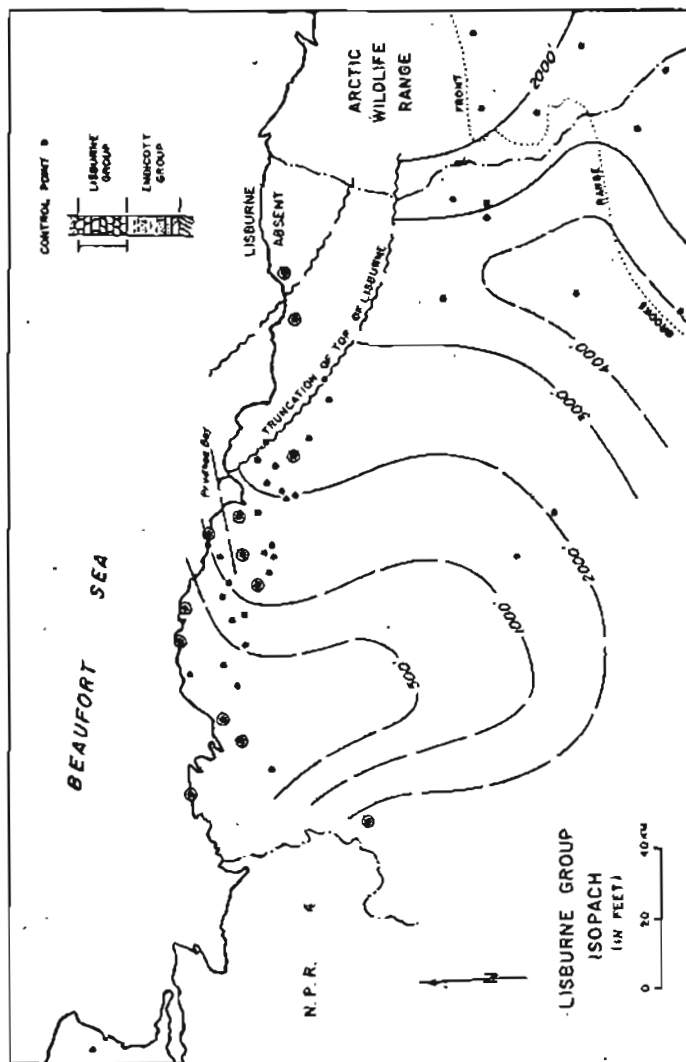 CONTROL POINT
LISBURNE
GROUP
ENDICOTT
GROUP
BEAUFORT SEA
LISBURNE
ABSENT
ARCTIC
WILDLIFE
RANGE
FRONT
2000'
Prudhoe Bay
TRUNCATION OF TOP OF LISBURNE
RANGE
BROOKS
4000'
3000'
2000'
1000'
500'
N.P.R. 4
N
LISBURNE GROUP
ISOPACH
(IN FEET)
0 20 40 KM